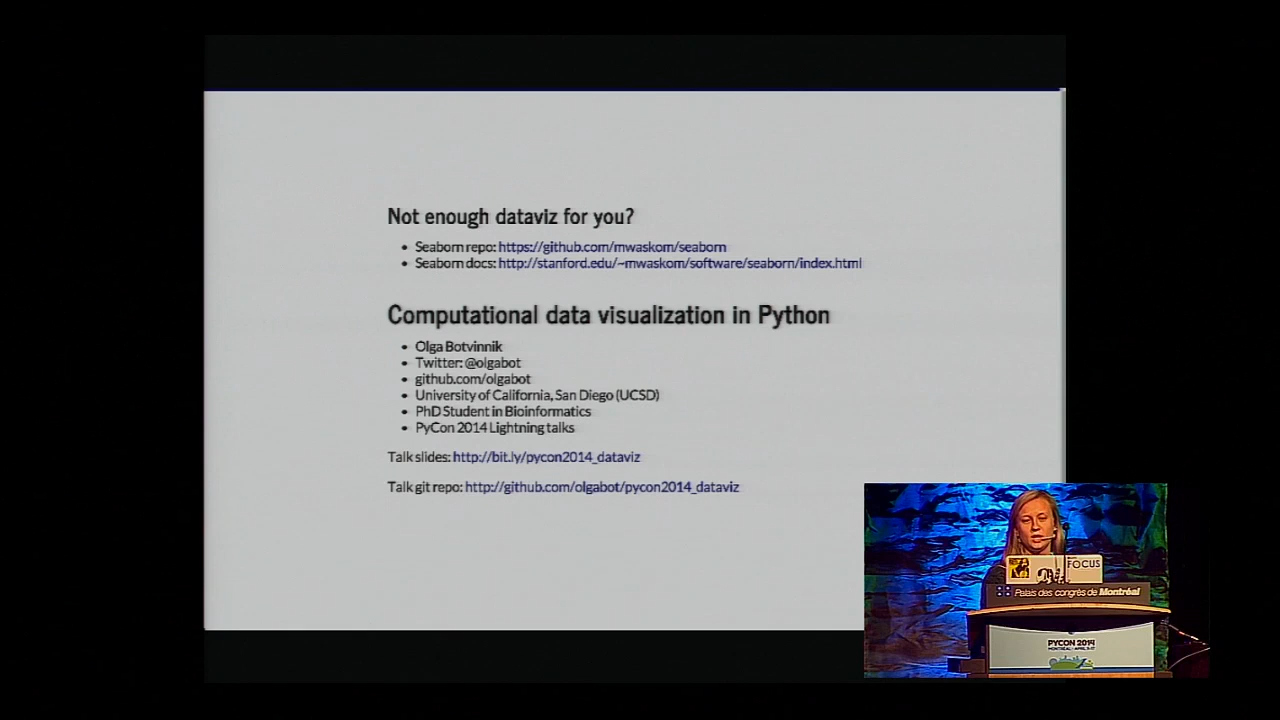 Not enough dataviz for you?
Seaborn repo: https://github.com/mwaskom/seaborn
Seaborn docs: http://stanford.edu/~mwaskom/software/seaborn/index.html
Computational data visualization in Python
Olga Botvinnik
Twitter: @olgabot
github.com/olgabot
University of California, San Diego (UCSD)
PhD Student in Bioinformatics
PyCon 2014 Lightning talks
Talk slides: http://bit.ly/pycon2014_dataviz
Talk git repo: http://github.com/olgabot/pycon2014_dataviz
FOCUS
Palais des congrès de Montréal
PYCON 2014